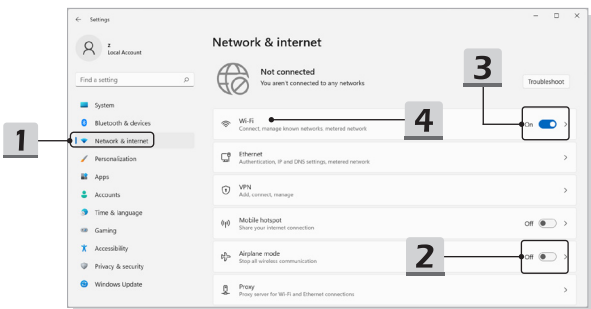 Settings
z
Local Account
Find a setting
System
Bluetooth & devices
Network & internet
Personalization
Apps
Accounts
Time & language
Gaming
Accessibility
Privacy & security
Windows Update
Network & internet
Not connected
You aren't connected to any networks
Troubleshoot
Wi-Fi
Connect, manage known networks, metered network
On
Ethernet
Authentication, IP and DNS settings, metered network
VPN
Add, connect, manage
Mobile hotspot
Share your internet connection
Off
Airplane mode
Stop all wireless communication
Off
Proxy
Proxy server for Wi-Fi and Ethernet connections
1
2
3
4